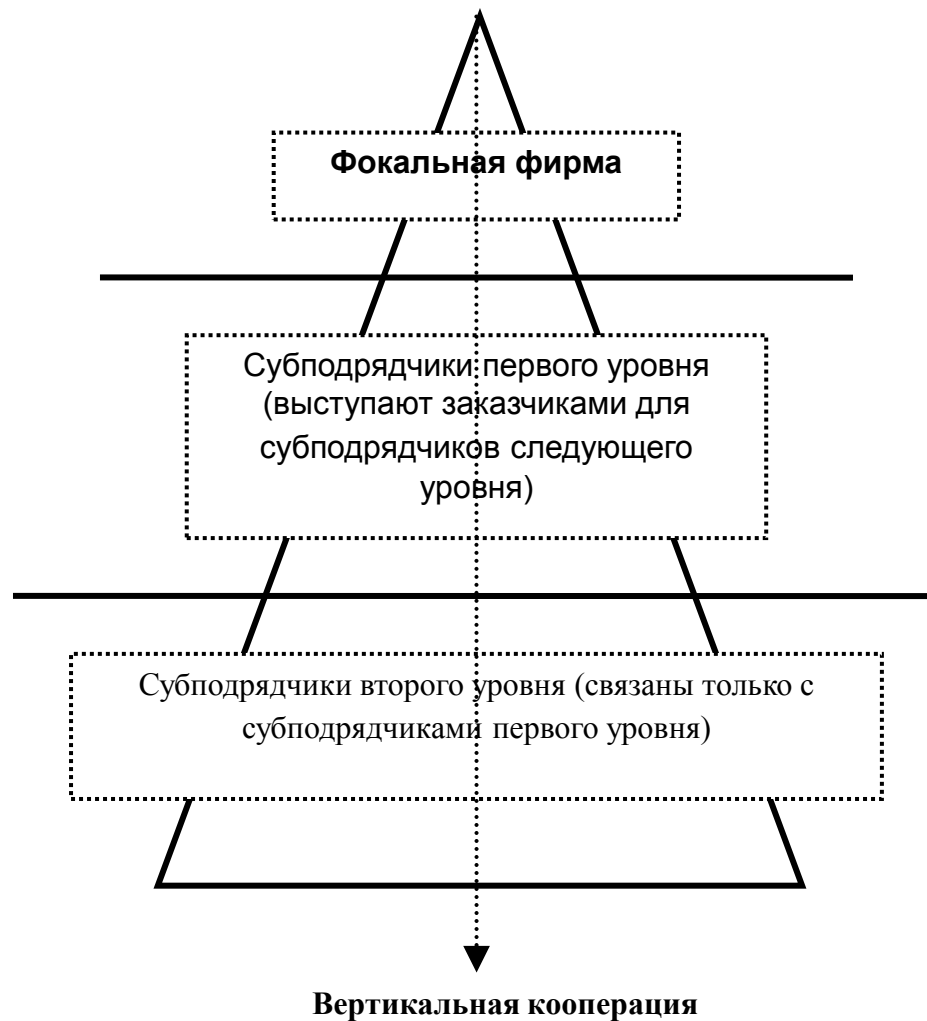 Фокальная фирма
Субподрядчики первого уровня
(выступают заказчиками для
субподрядчиков следующего
уровня)
Субподрядчики второго уровня (связаны только с
субподрядчиками первого уровня)
Вертикальная кооперация